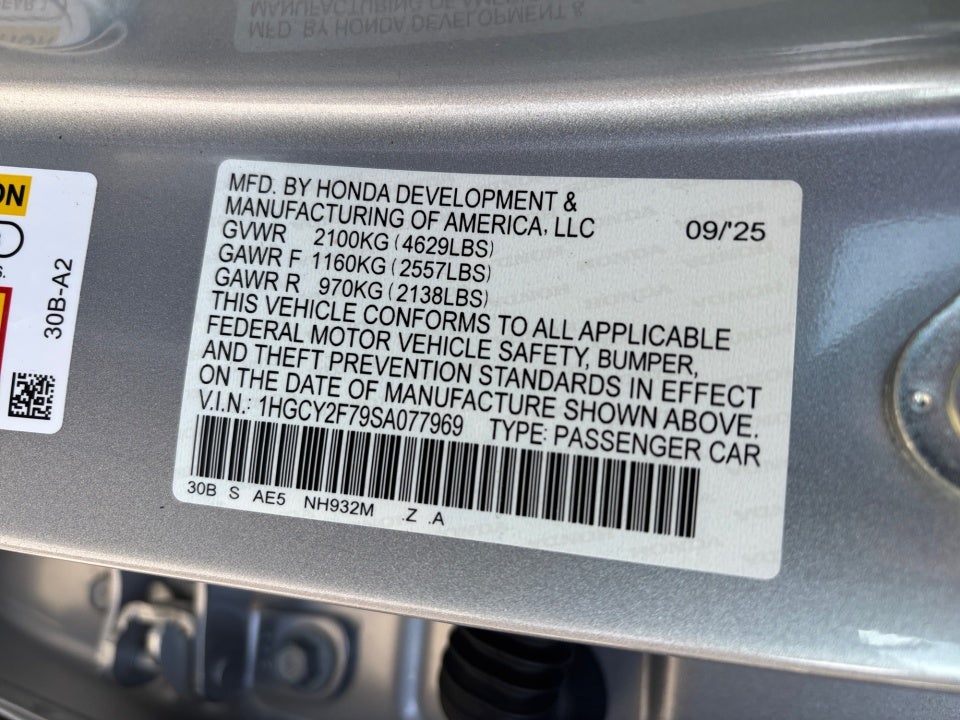 MFD. BY HONDA DEVELOPMENT &
MANUFACTURING OF AMERICA, LLC 09/'25
GVWR 2100KG (4629LBS)
GAWR F 1160KG (2557LBS)
GAWR R 970KG (2138LBS)
THIS VEHICLE CONFORMS TO ALL APPLICABLE
FEDERAL MOTOR VEHICLE SAFETY, BUMPER,
AND THEFT PREVENTION STANDARDS IN EFFECT
ON THE DATE OF MANUFACTURE SHOWN ABOVE.
V.I.N.: 1HGCY2F79SA077969 TYPE: PASSENGER CAR
30B S AE5 NH932M .Z .A
30B-A2